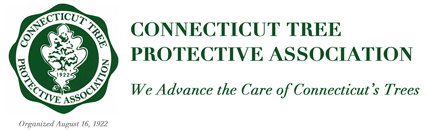 CONNECTICUT TREE
PROTECTIVE ASSOCIATION
1922
Organized August 16, 1922
CONNECTICUT TREE
PROTECTIVE ASSOCIATION
We Advance the Care of Connecticut's Trees